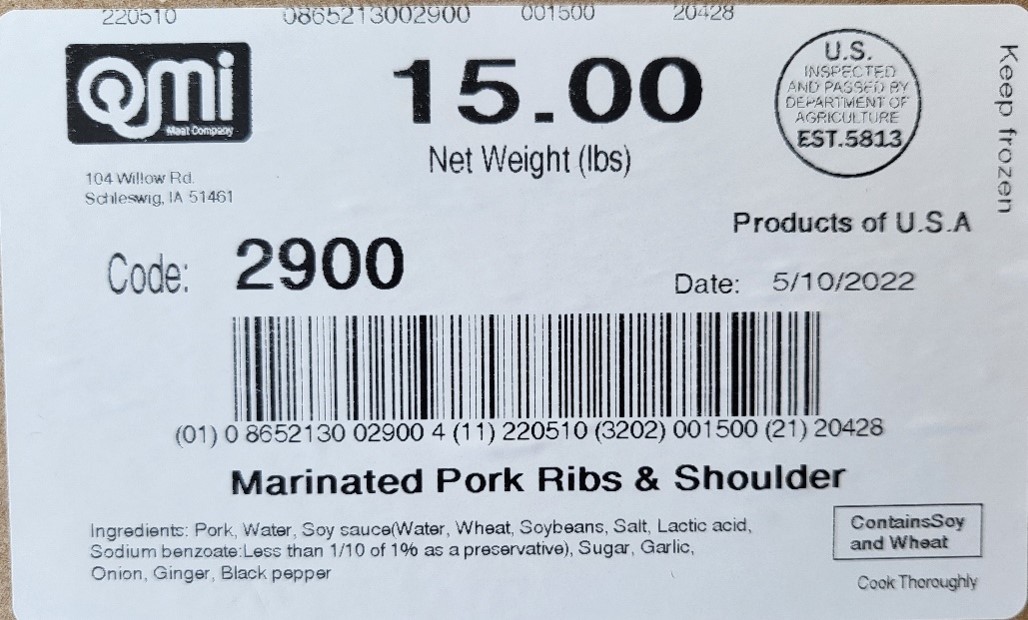 220510 0865213002900 001500 20428
QMi
Meat Company
15.00
Net Weight (lbs)
U.S.
INSPECTED
AND PASSED BY
DEPARTMENT OF
AGRICULTURE
EST.5813
Keep frozen
104 Willow Rd.
Schleswig, IA 51461
Products of U.S.A
Code: 2900
Date: 5/10/2022
(01) 0 8652130 02900 4 (11) 220510 (3202) 001500 (21) 20428
Marinated Pork Ribs & Shoulder
Ingredients: Pork, Water, Soy sauce(Water, Wheat, Soybeans, Salt, Lactic acid,
Sodium benzoate:Less than 1/10 of 1% as a preservative), Sugar, Garlic,
Onion, Ginger, Black pepper
ContainsSoy
and Wheat
Cook Thoroughly